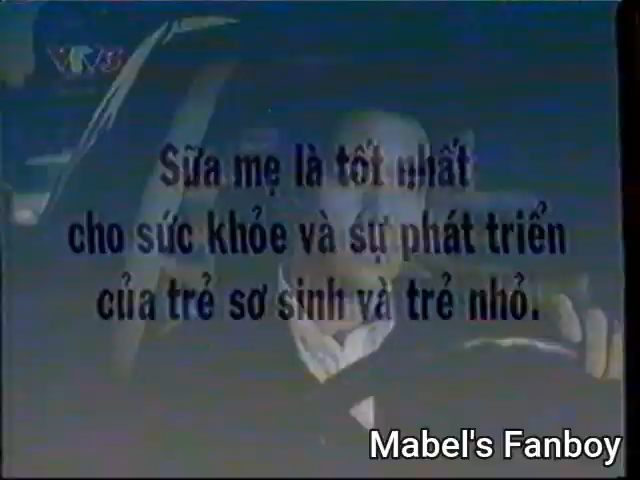 VTV3
Sữa mẹ là tốt nhất
cho sức khỏe và sự phát triển
của trẻ sơ sinh và trẻ nhỏ.
Mabel's Fanboy